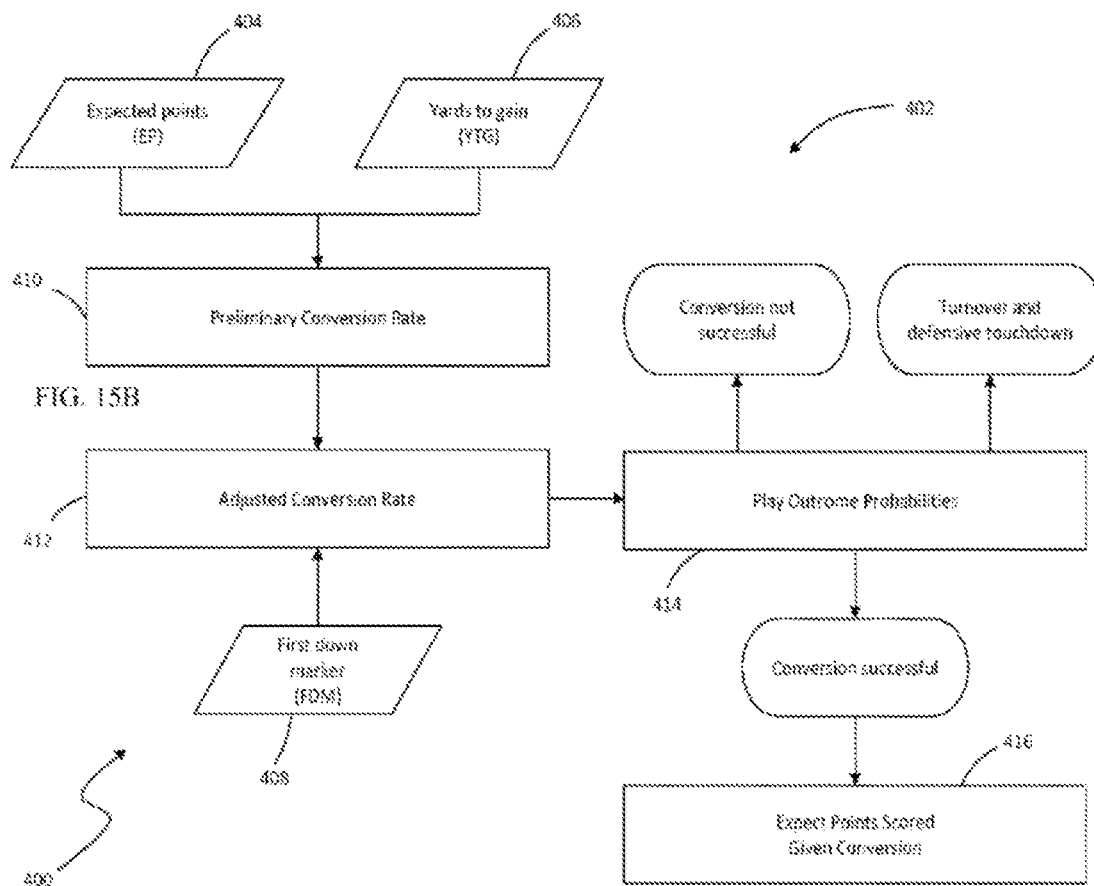 404
406
Expected points
(EP)
Yards to gain
(YTG)
402
410
Preliminary Conversion Rate
Conversion not
successful
Turnover and
defensive touchdown
FIG. 15B
Adjusted Conversion Rate
Play Outcome Probabilities
412
414
First down
marker
(FDM)
Conversion successful
408
416
Expect Points Scored
Given Conversion
400